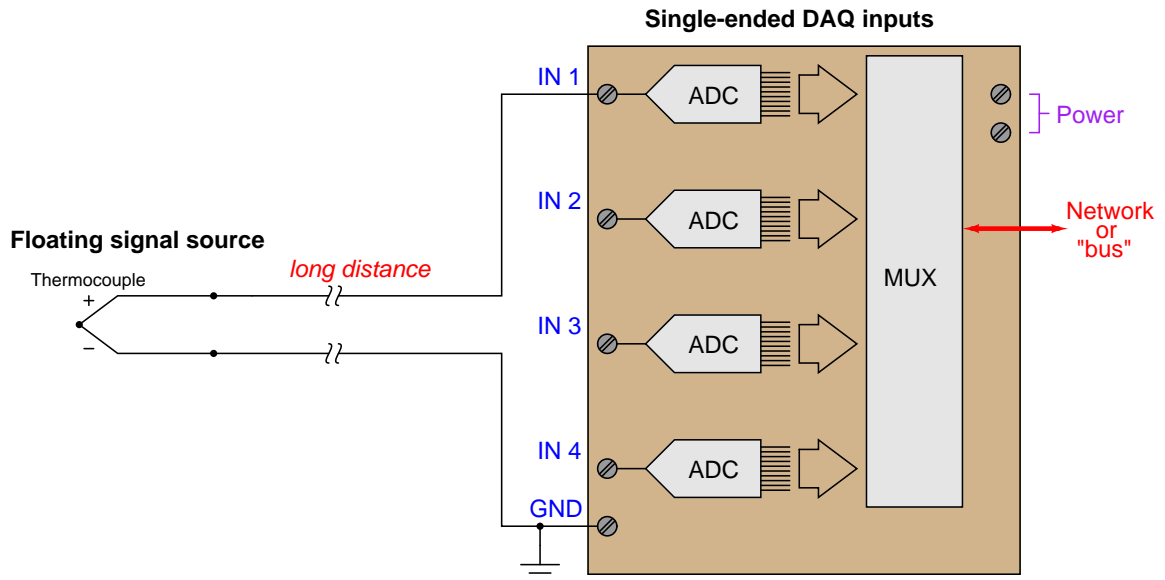 Single-ended DAQ inputs
IN 1
ADC
Power
IN 2
ADC
Network
or
"bus"
Floating signal source
Thermocouple
+
−
long distance
MUX
IN 3
ADC
IN 4
ADC
GND